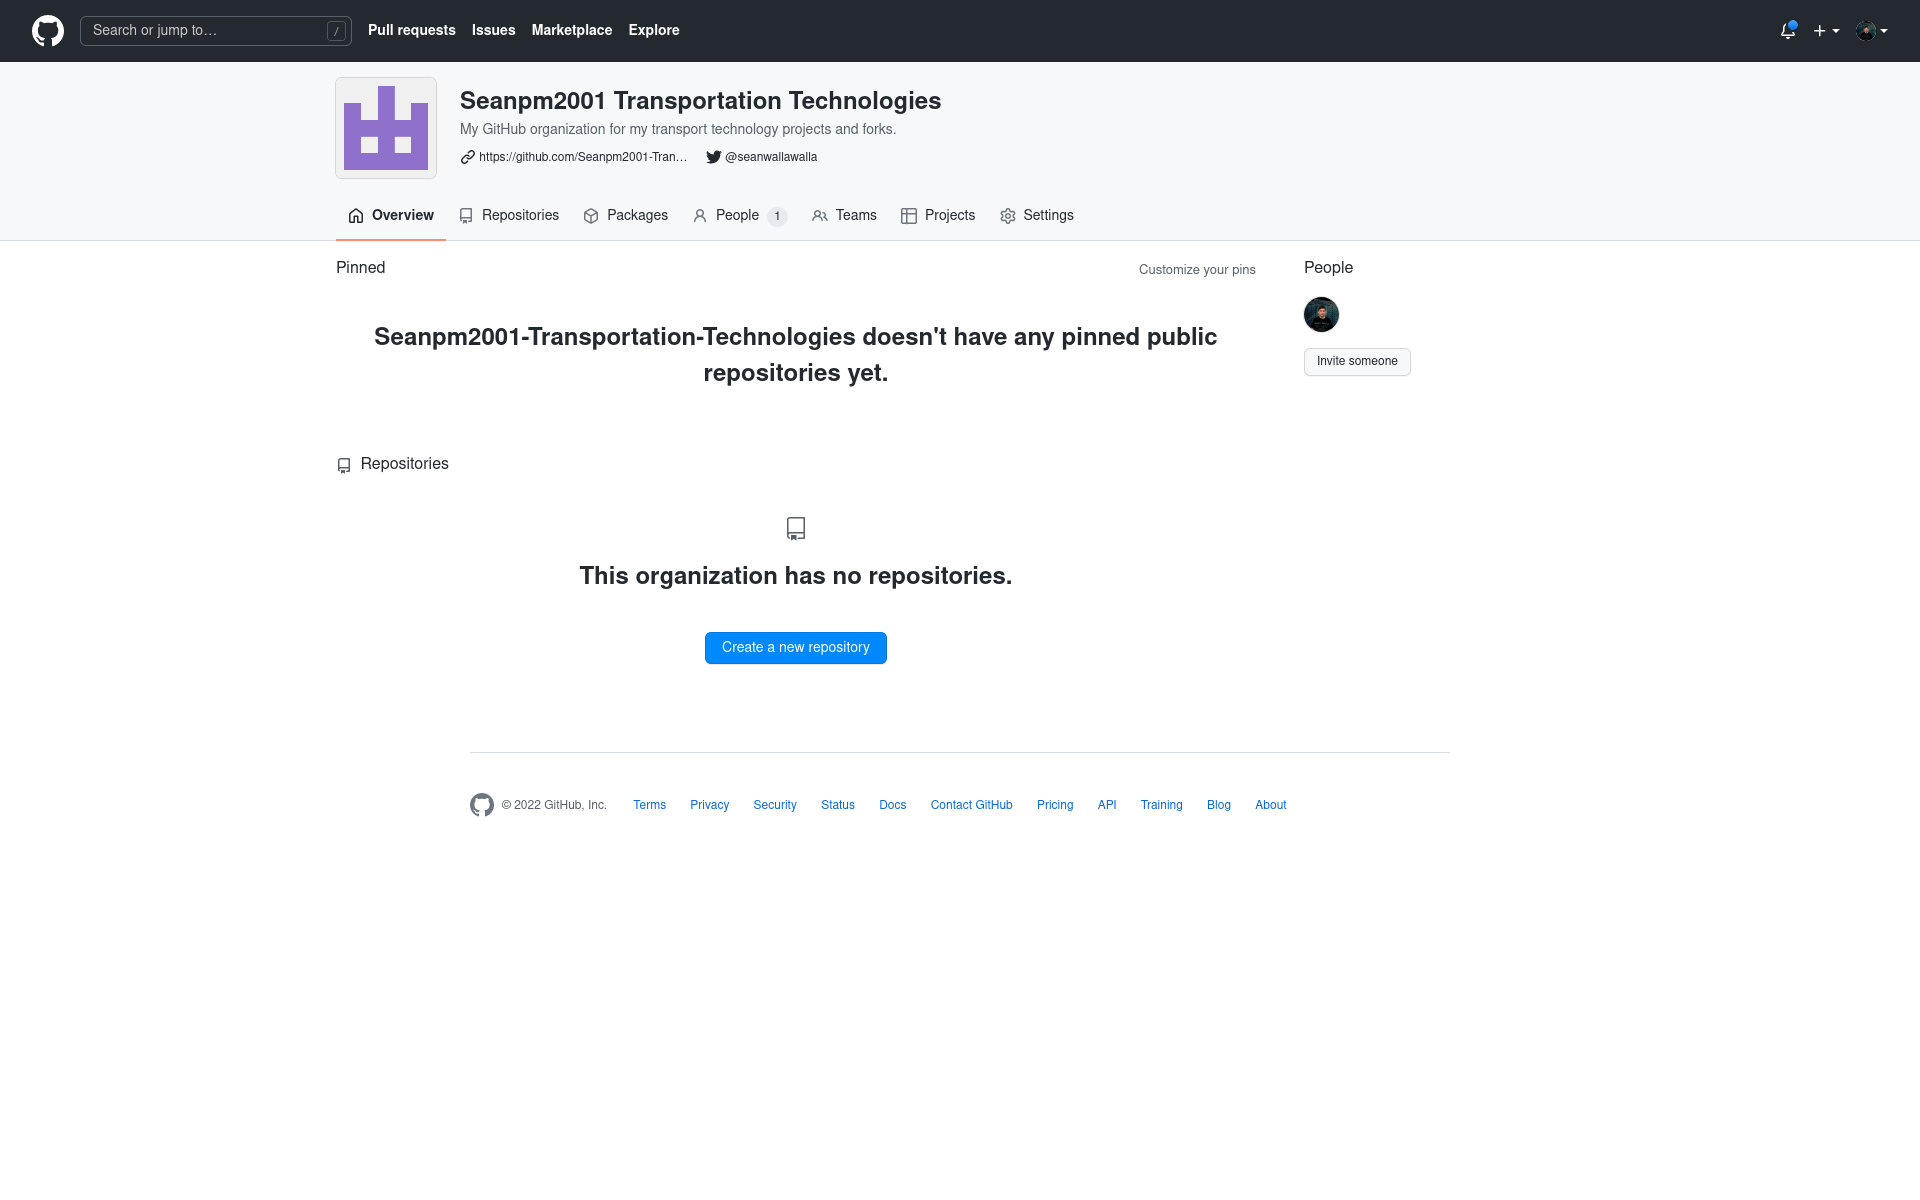 Search or jump to… /
Pull requests Issues Marketplace Explore
Seanpm2001 Transportation Technologies
My GitHub organization for my transport technology projects and forks.
https://github.com/Seanpm2001-Tran… @seanwallawalla
Overview Repositories Packages People 1 Teams Projects Settings
Pinned Customize your pins
Seanpm2001-Transportation-Technologies doesn't have any pinned public
repositories yet.
People
Invite someone
Repositories
This organization has no repositories.
Create a new repository
© 2022 GitHub, Inc. Terms Privacy Security Status Docs Contact GitHub Pricing API Training Blog About